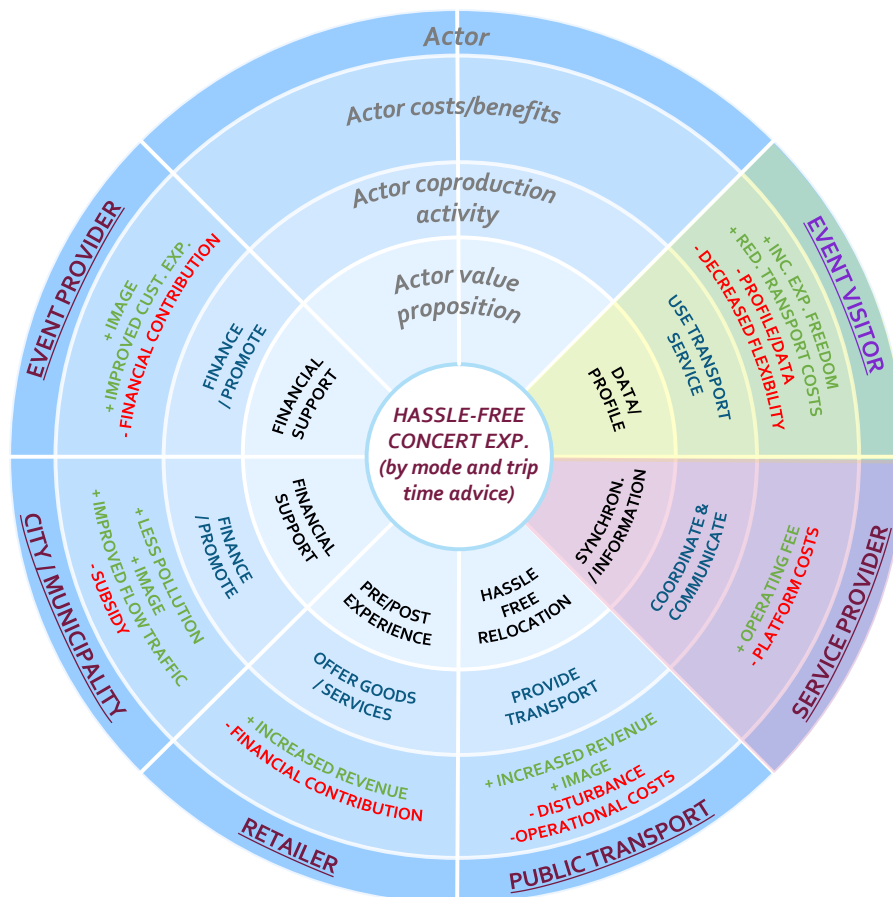 Actor
Actor costs/benefits
Actor coproduction
activity
Actor value
proposition
HASSLE-FREE
CONCERT EXP.
(by mode and trip
time advice)
EVENT VISITOR
+ INC. EXP. FREEDOM
+ RED. TRANSPORT COSTS
- PROFILE/DATA
- DECREASED FLEXIBILITY
USE TRANSPORT
SERVICE
DATA/
PROFILE
SERVICE PROVIDER
+ OPERATING FEE
- PLATFORM COSTS
COORDINATE &
COMMUNICATE
SYNCHRON.
/ INFORMATION
HASSLE
FREE
RELOCATION
PROVIDE
TRANSPORT
+ INCREASED REVENUE
+ IMAGE
- DISTURBANCE
-OPERATIONAL COSTS
PUBLIC TRANSPORT
PRE/POST
EXPERIENCE
OFFER GOODS
/ SERVICES
+ INCREASED REVENUE
- FINANCIAL CONTRIBUTION
RETAILER
FINANCIAL
SUPPORT
FINANCE
/ PROMOTE
+ LESS POLLUTION
+ IMAGE
+ IMPROVED FLOW TRAFFIC
- SUBSIDY
CITY / MUNICIPALITY
EVENT PROVIDER
+ IMAGE
+ IMPROVED CUST. EXP.
- FINANCIAL CONTRIBUTION
FINANCE
/ PROMOTE
FINANCIAL
SUPPORT